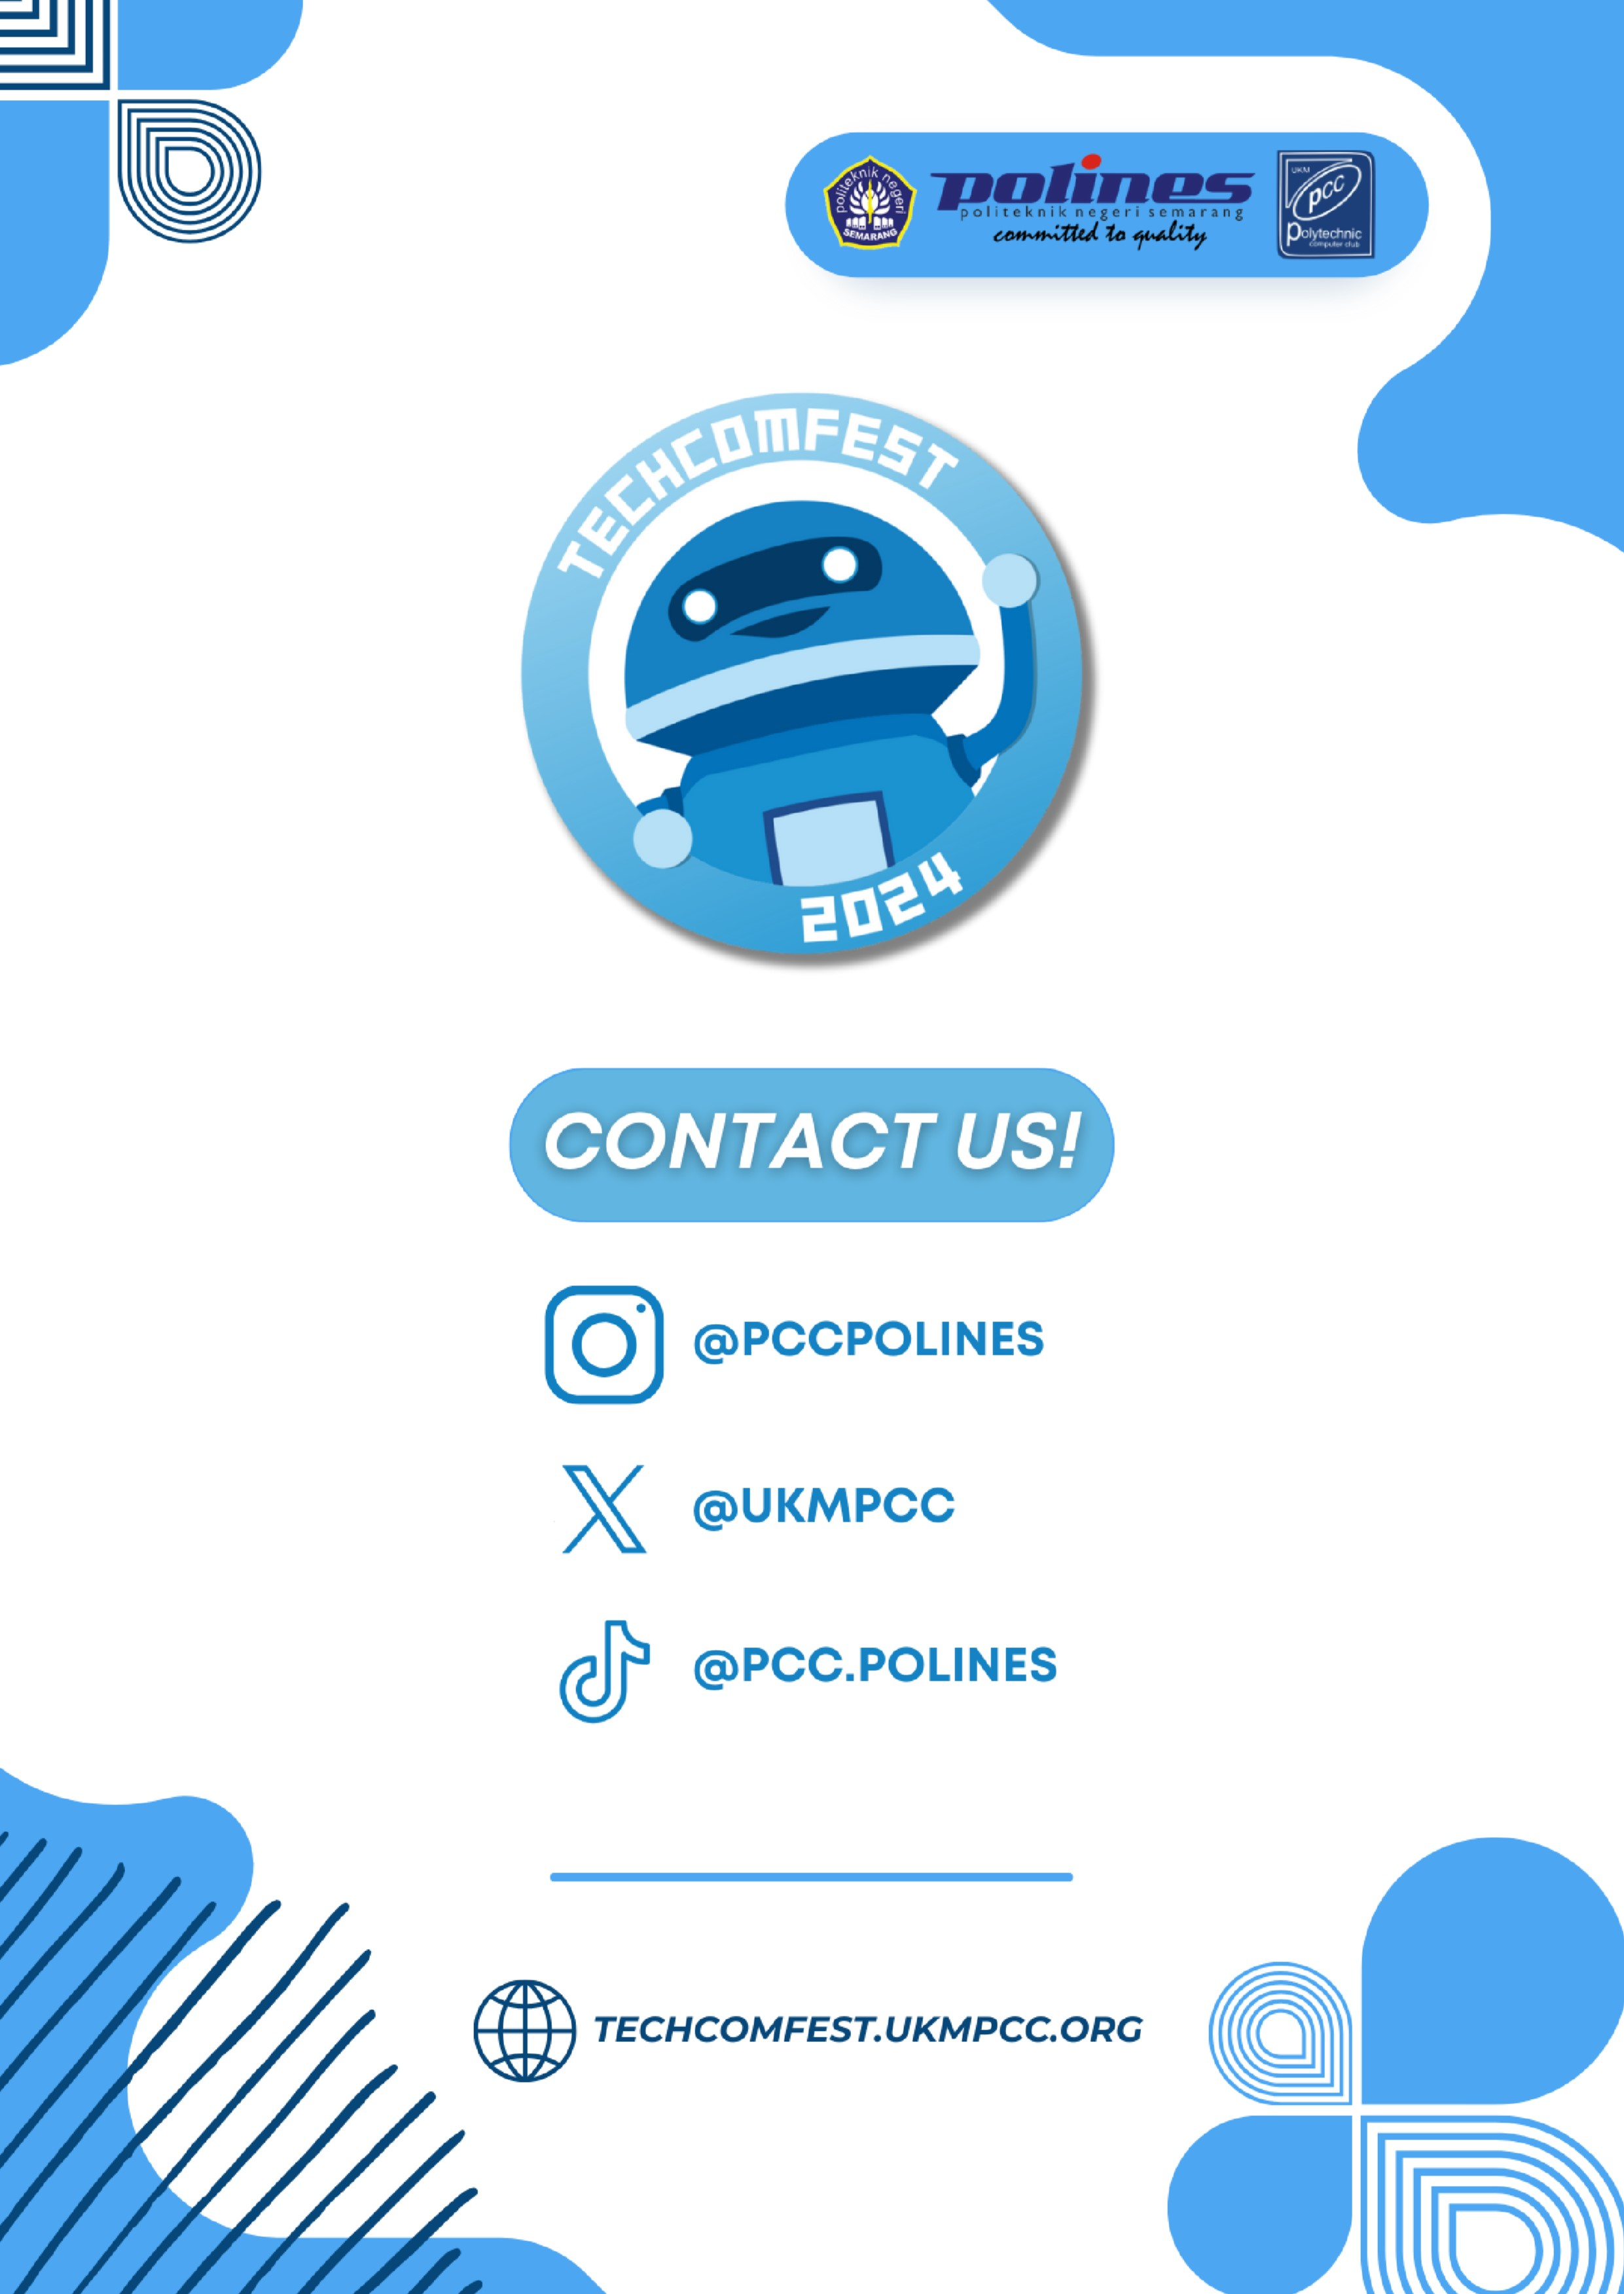 politeknik negeri
SEMARANG
polines
politeknik negeri semarang
committed to quality
UKM
pcc
Polytechnic
computer club
TECHCOMFEST
2024
CONTACT US!
@PCCPOLINES
@UKMPCC
@PCC.POLINES
TECHCOMFEST.UKMPCC.ORG